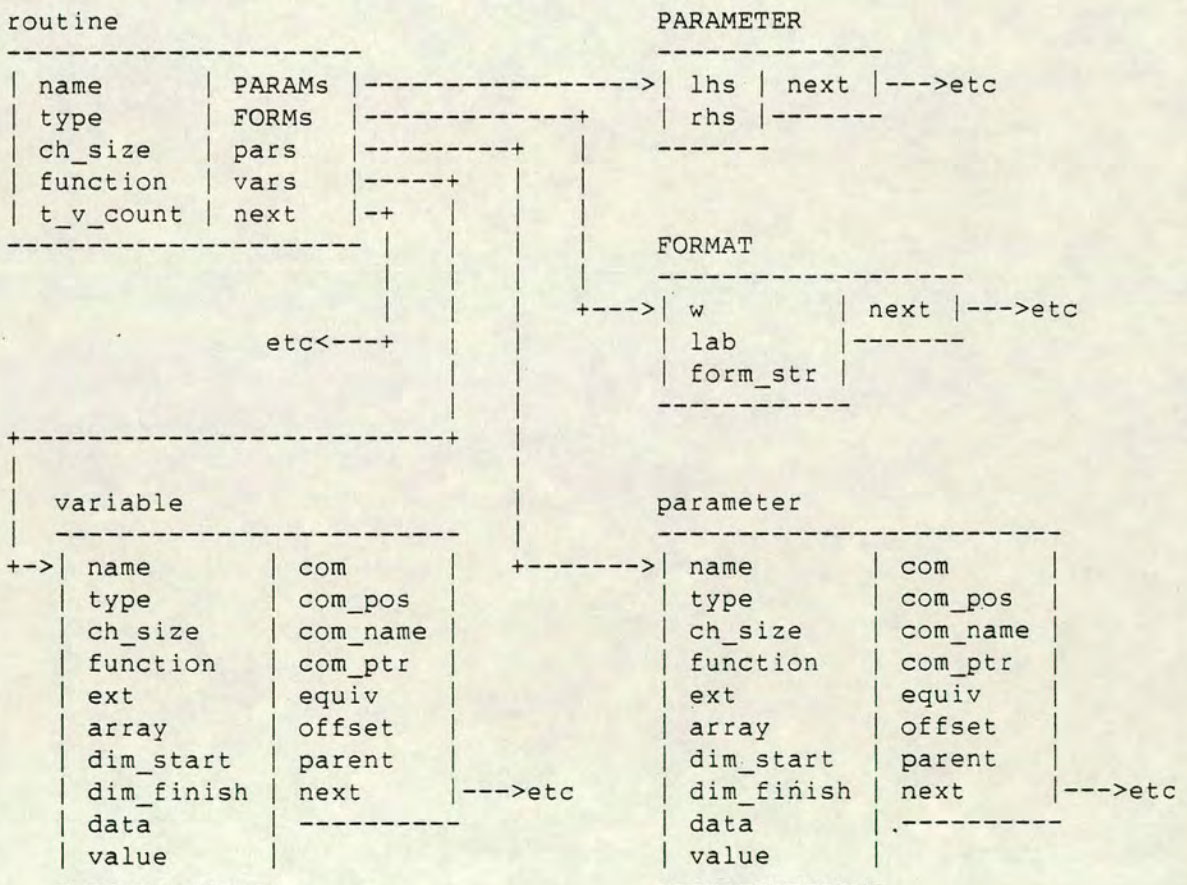 routine PARAMETER
| name | PARAMs |----------------->| lhs | next |--->etc
| type | FORMs |-------------+ | rhs |-------
| ch_size | pars |---------+ | -------
| function | vars |------+ | |
| t_v_count | next |-+ | | |
--------------------- | | | | FORMAT
+--->| w | next |--->etc
etc<---+ | | | lab |-------
| form_str |
+---------------------------+
variable parameter
+-->| name | com | +------->| name | com |
| type | com_pos | | type | com_pos |
| ch_size | com_name | | ch_size | com_name |
| function | com_ptr | | function | com_ptr |
| ext | equiv | | ext | equiv |
| array | offset | | array | offset |
| dim_start | parent | | dim_start | parent |
| dim_finish | next |--->etc | dim_finish | next |--->etc
| data | ---------- | data | ----------
| value | | value |